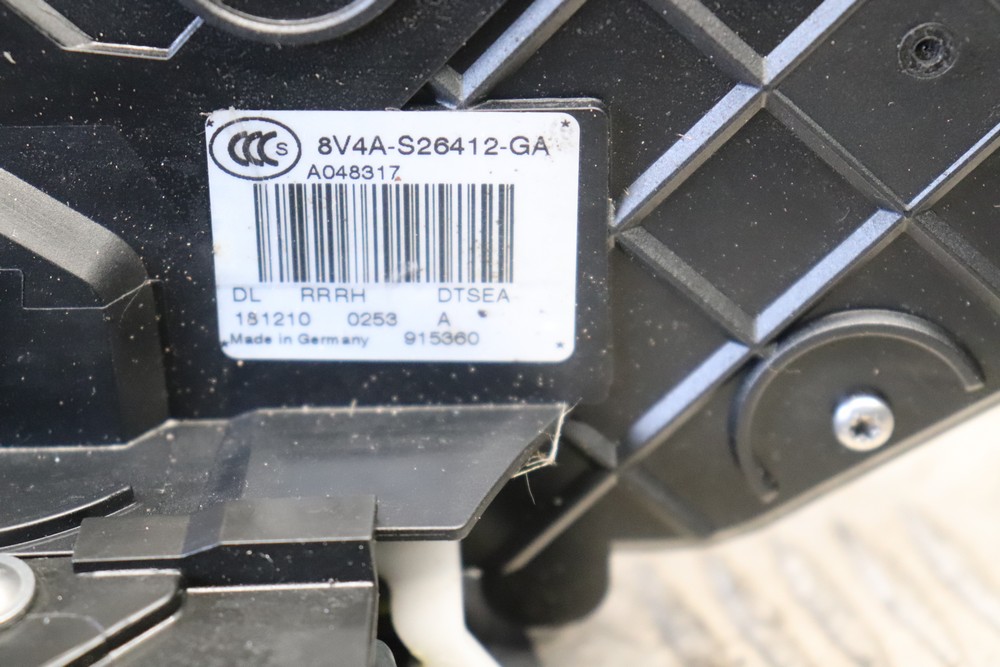 CCC S 8V4A-S26412-GA
A048317
DL RRRH DTSEA
181210 0253 A
Made in Germany 915360